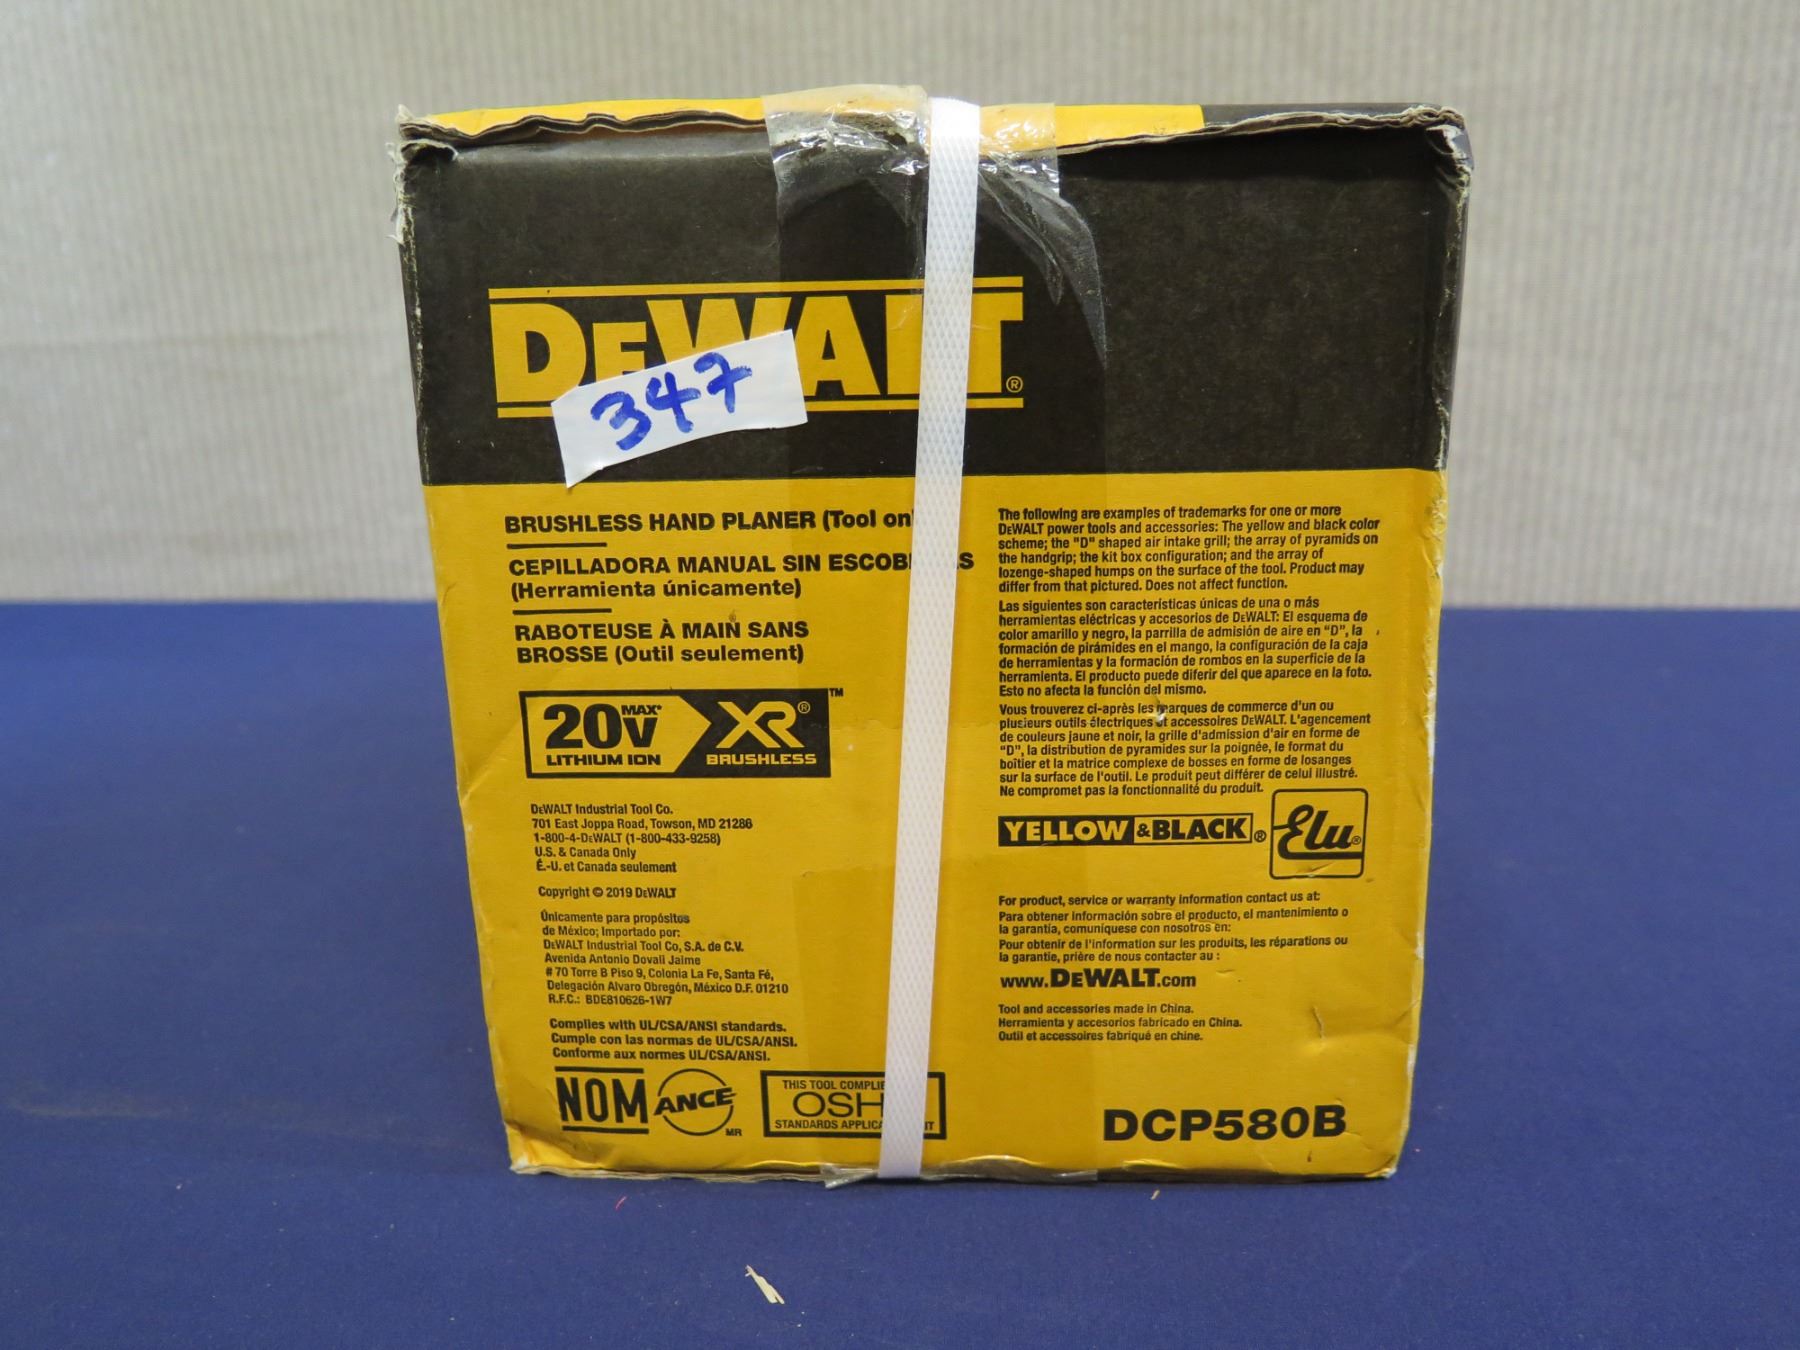 DEWALT®
347
BRUSHLESS HAND PLANER (Tool
CEPILLADORA MANUAL SIN
(Herramienta únicamente)
RABOTEUSE À MAIN SANS
BROSSE (Outil seulement)
20V MAX* XR® ™
LITHIUM ION BRUSHLESS
DEWALT Industrial Tool Co.
701 East Joppa Road, Towson, MD 21286
1-800-4-DEWALT (1-800-433-9258)
U.S. & Canada Only
É.-U. et Canada seulement
Copyright © 2019 DEWALT
Únicamente para propósitos
de México; Importado por:
DEWALT Industrial Tool Co, S.A. de C.V.
Avenida Antonio Dovali Jaime
# 70 Torre B Piso 9, Colonia La Fe, Santa Fé,
Delegación Alvaro Obregón, México D.F. 01210
R.F.C.: BDE810626-1W7
Complies with UL/CSA/ANSI standards.
Cumple con las normas de UL/CSA/ANSI.
Conforme aux normes UL/CSA/ANSI.
NOM ANCE MR
THIS TOOL
OSH
STANDARDS
The following are examples of trademarks for one or more
DEWALT power tools and accessories: The yellow and black color
scheme; the "D" shaped air intake grill; the array of pyramids on
the handgrip; the kit box configuration; and the array of
lozenge-shaped humps on the surface of the tool. Product may
differ from that pictured. Does not affect function.
Las siguientes son características únicas de una o más
herramientas eléctricas y accesorios de DEWALT: El esquema de
color amarillo y negro, la parrilla de admisión de aire en "D", la
formación de pirámides en el mango, la configuración de la caja
de herramientas y la formación de rombos en la superficie de la
herramienta. El producto puede diferir del que aparece en la foto.
Esto no afecta la función del mismo.
Vous trouverez ci-après les marques de commerce d'un ou
plusieurs outils électriques et accessoires DEWALT. L'agencement
de couleurs jaune et noir, la grille d'admission d'air en forme de
"D", la distribution de pyramides sur la poignée, le format du
boîtier et la matrice complexe de bosses en forme de losanges
sur la surface de l'outil. Le produit peut différer de celui illustré.
Ne compromet pas la fonctionnalité du produit.
YELLOW & BLACK® Elu®
For product, service or warranty information contact us at:
Para obtener información sobre el producto, el mantenimiento o
la garantía, comuníquese con nosotros en:
Pour obtenir de l'information sur les produits, les réparations ou
la garantie, prière de nous contacter au :
www.DEWALT.com
Tool and accessories made in China.
Herramienta y accesorios fabricado en China.
Outil et accessoires fabriqué en chine.
DCP580B